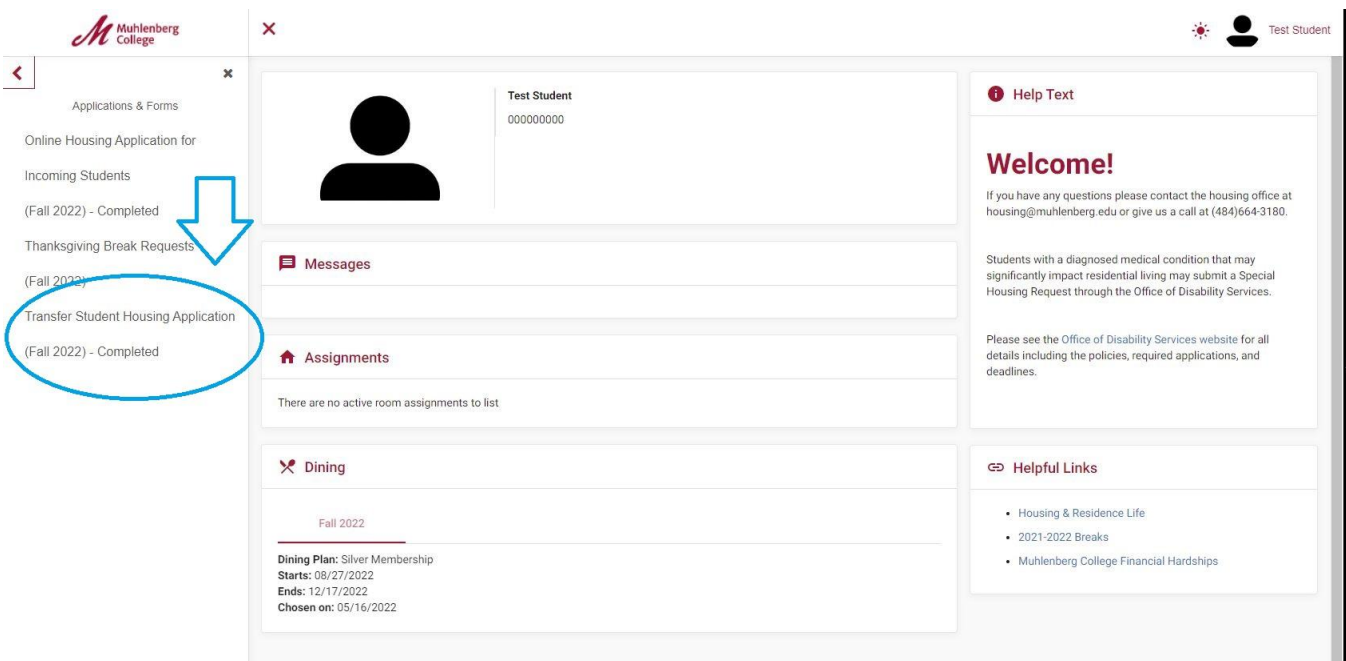 Muhlenberg
College
Test Student
Applications & Forms
Online Housing Application for
Incoming Students
(Fall 2022) - Completed
Thanksgiving Break Requests
(Fall 2022)
Transfer Student Housing Application
(Fall 2022) - Completed
Test Student
000000000
Messages
Assignments
There are no active room assignments to list
Dining
Fall 2022
Dining Plan: Silver Membership
Starts: 08/27/2022
Ends: 12/17/2022
Chosen on: 05/16/2022
Help Text
Welcome!
If you have any questions please contact the housing office at
housing@muhlenberg.edu or give us a call at (484)664-3180.
Students with a diagnosed medical condition that may
significantly impact residential living may submit a Special
Housing Request through the Office of Disability Services.
Please see the Office of Disability Services website for all
details including the policies, required applications, and
deadlines.
Helpful Links
Housing & Residence Life
2021-2022 Breaks
Muhlenberg College Financial Hardships